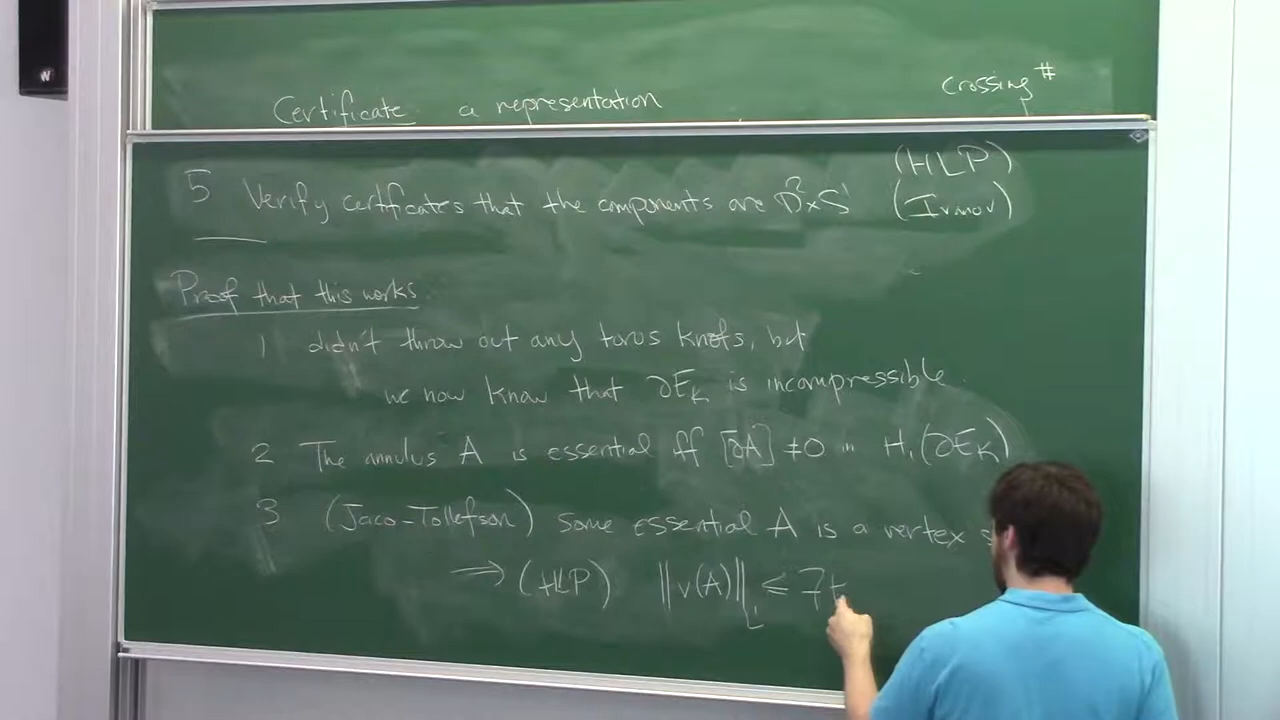 Crossing #
Certificate a representation
(HLP)
5 Verify certificates that the components are D²×S¹ (Ivanov)
Proof that this works
1 didn't throw out any torus knots, but
we now know that ∂E_K is incompressible.
2 The annulus A is essential iff [∂A] ≠ 0 in H₁(∂E_K)
3 (Jaco-Tollefson) some essential A is a vertex
⟹ (HLP) ‖v(A)‖_L¹ ≤ 7t